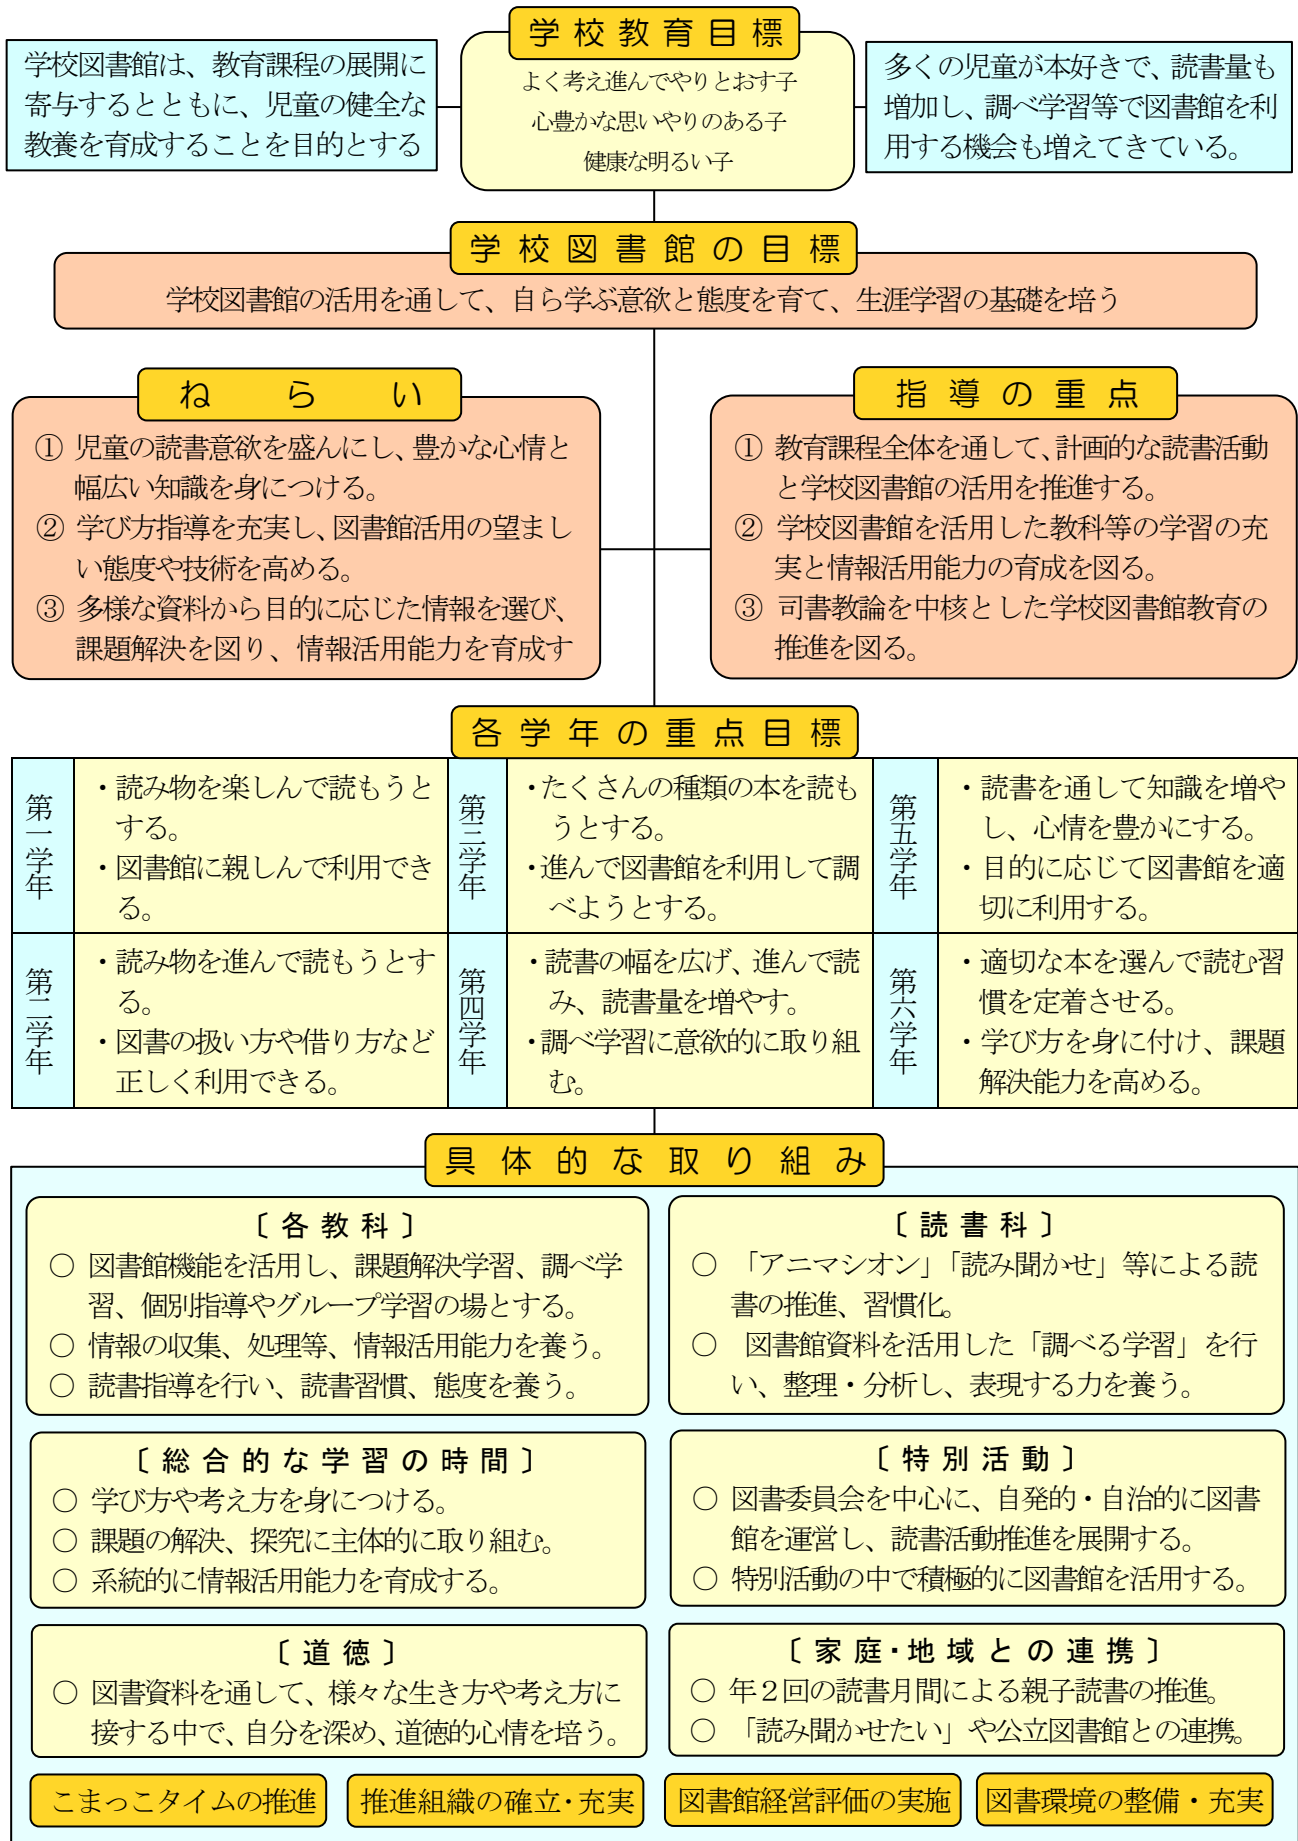 学校教育目標
よく考え進んでやりとおす子
心豊かな思いやりのある子
健康な明るい子
学校図書館は、教育課程の展開に
寄与するとともに、児童の健全な
教養を育成することを目的とする
多くの児童が本好きで、読書量も
増加し、調べ学習等で図書館を利
用する機会も増えてきている。
学校図書館の目標
学校図書館の活用を通して、自ら学ぶ意欲と態度を育て、生涯学習の基礎を培う
ねらい
① 児童の読書意欲を盛んにし、豊かな心情と
幅広い知識を身につける。
② 学び方指導を充実し、図書館活用の望まし
い態度や技術を高める。
③ 多様な資料から目的に応じた情報を選び、
課題解決を図り、情報活用能力を育成す
指導の重点
① 教育課程全体を通して、計画的な読書活動
と学校図書館の活用を推進する。
② 学校図書館を活用した教科等の学習の充
実と情報活用能力の育成を図る。
③ 司書教諭を中核とした学校図書館教育の
推進を図る。
各学年の重点目標
第一学年
・読み物を楽しんで読もうと
する。
・図書館に親しんで利用でき
る。
第三学年
・たくさんの種類の本を読も
うとする。
・進んで図書館を利用して調
べようとする。
第五学年
・読書を通して知識を増や
し、心情を豊かにする。
・目的に応じて図書館を適
切に利用する。
第二学年
・読み物を進んで読もうとす
る。
・図書の扱い方や借り方など
正しく利用できる。
第四学年
・読書の幅を広げ、進んで読
み、読書量を増やす。
・調べ学習に意欲的に取り組
む。
第六学年
・適切な本を選んで読む習
慣を定着させる。
・学び方を身に付け、課題
解決能力を高める。
具体的な取り組み
〔各教科〕
○ 図書館機能を活用し、課題解決学習、調べ学
習、個別指導やグループ学習の場とする。
○ 情報の収集、処理等、情報活用能力を養う。
○ 読書指導を行い、読書習慣、態度を養う。
〔読書科〕
○ 「アニマシオン」「読み聞かせ」等による読
書の推進、習慣化。
○ 図書館資料を活用した「調べる学習」を行
い、整理・分析し、表現する力を養う。
〔総合的な学習の時間〕
○ 学び方や考え方を身につける。
○ 課題の解決、探究に主体的に取り組む。
○ 系統的に情報活用能力を育成する。
〔特別活動〕
○ 図書委員会を中心に、自発的・自治的に図書
館を運営し、読書活動推進を展開する。
○ 特別活動の中で積極的に図書館を活用する。
〔道徳〕
○ 図書資料を通して、様々な生き方や考え方に
接する中で、自分を深め、道徳的心情を培う。
〔家庭・地域との連携〕
○ 年２回の読書月間による親子読書の推進。
○ 「読み聞かせたい」や公立図書館との連携。
こまっこタイムの推進
推進組織の確立・充実
図書館経営評価の実施
図書環境の整備・充実